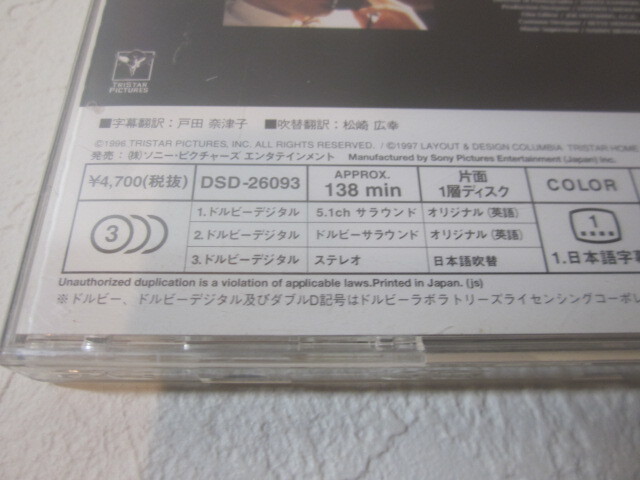 TRISTAR
PICTURES
■字幕翻訳：戸田 奈津子 ■吹替翻訳：松崎 広幸
©1996 TRISTAR PICTURES, INC. ALL RIGHTS RESERVED. / ©1997 LAYOUT & DESIGN COLUMBIA TRISTAR HOME
発売：㈱ソニー・ピクチャーズ エンタテインメント Manufactured by Sony Pictures Entertainment (Japan) Inc.
¥4,700(税抜) DSD-26093 APPROX. 138 min 片面 1層ディスク COLOR
3
1.ドルビーデジタル 5.1ch サラウンド オリジナル(英語)
2.ドルビーデジタル ドルビーサラウンド オリジナル(英語)
3.ドルビーデジタル ステレオ 日本語吹替
1
1.日本語字幕
Unauthorized duplication is a violation of applicable laws.Printed in Japan. (js)
※ドルビー、ドルビーデジタル及びダブルD記号はドルビーラボラトリーズライセンシングコーポレ